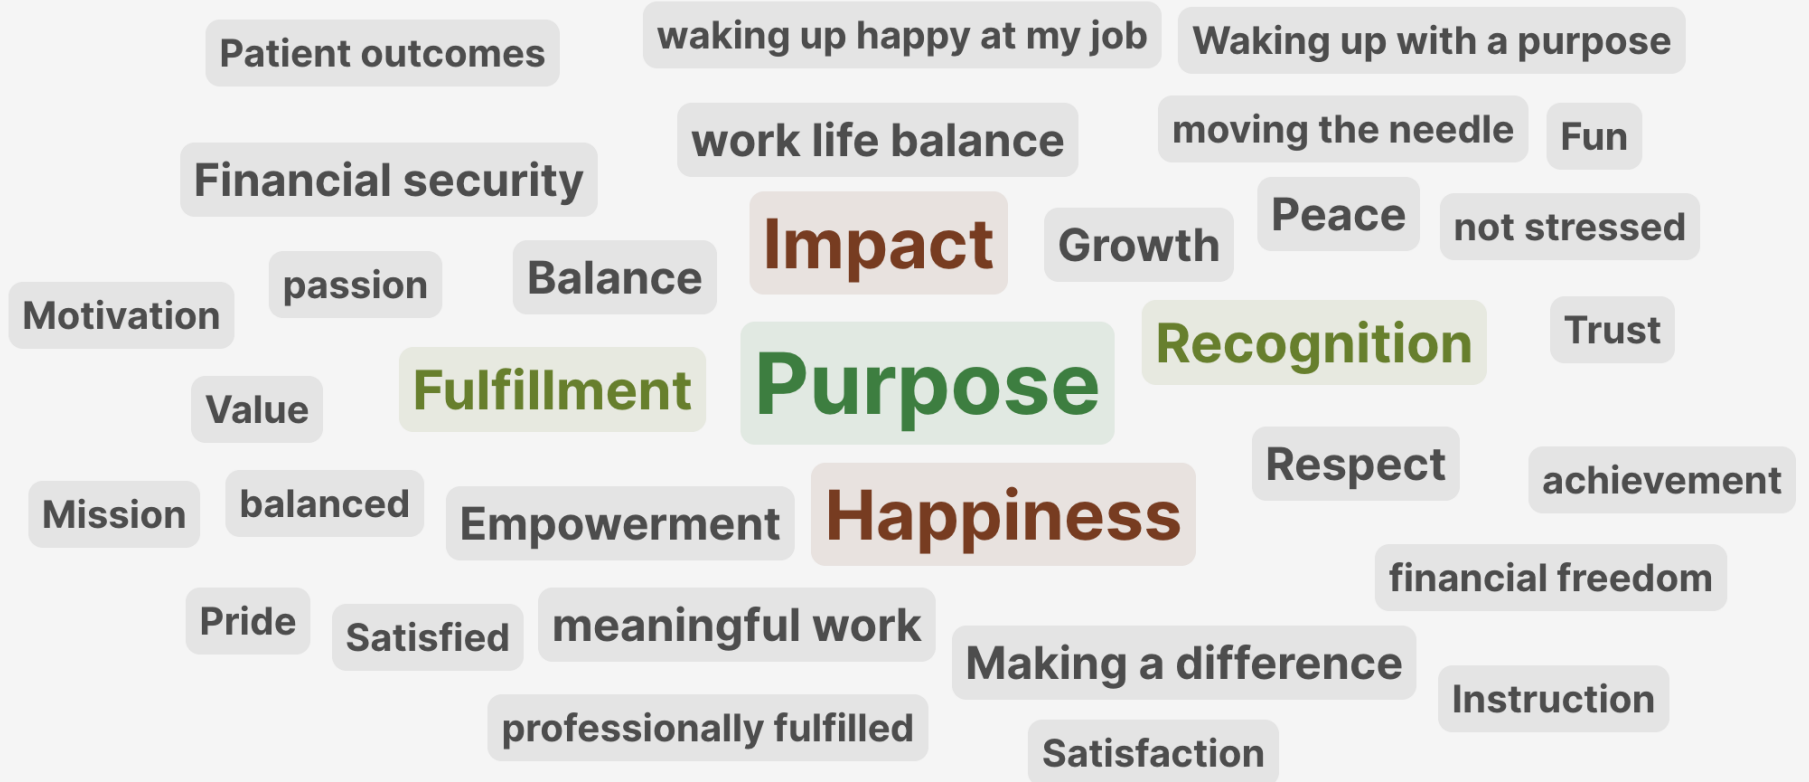 Patient outcomes
waking up happy at my job
Waking up with a purpose
work life balance
moving the needle
Fun
Financial security
Impact
Growth
Peace
not stressed
Motivation
passion
Balance
Recognition
Trust
Value
Fulfillment
Purpose
Respect
achievement
Mission
balanced
Empowerment
Happiness
financial freedom
Pride
Satisfied
meaningful work
Making a difference
Instruction
professionally fulfilled
Satisfaction